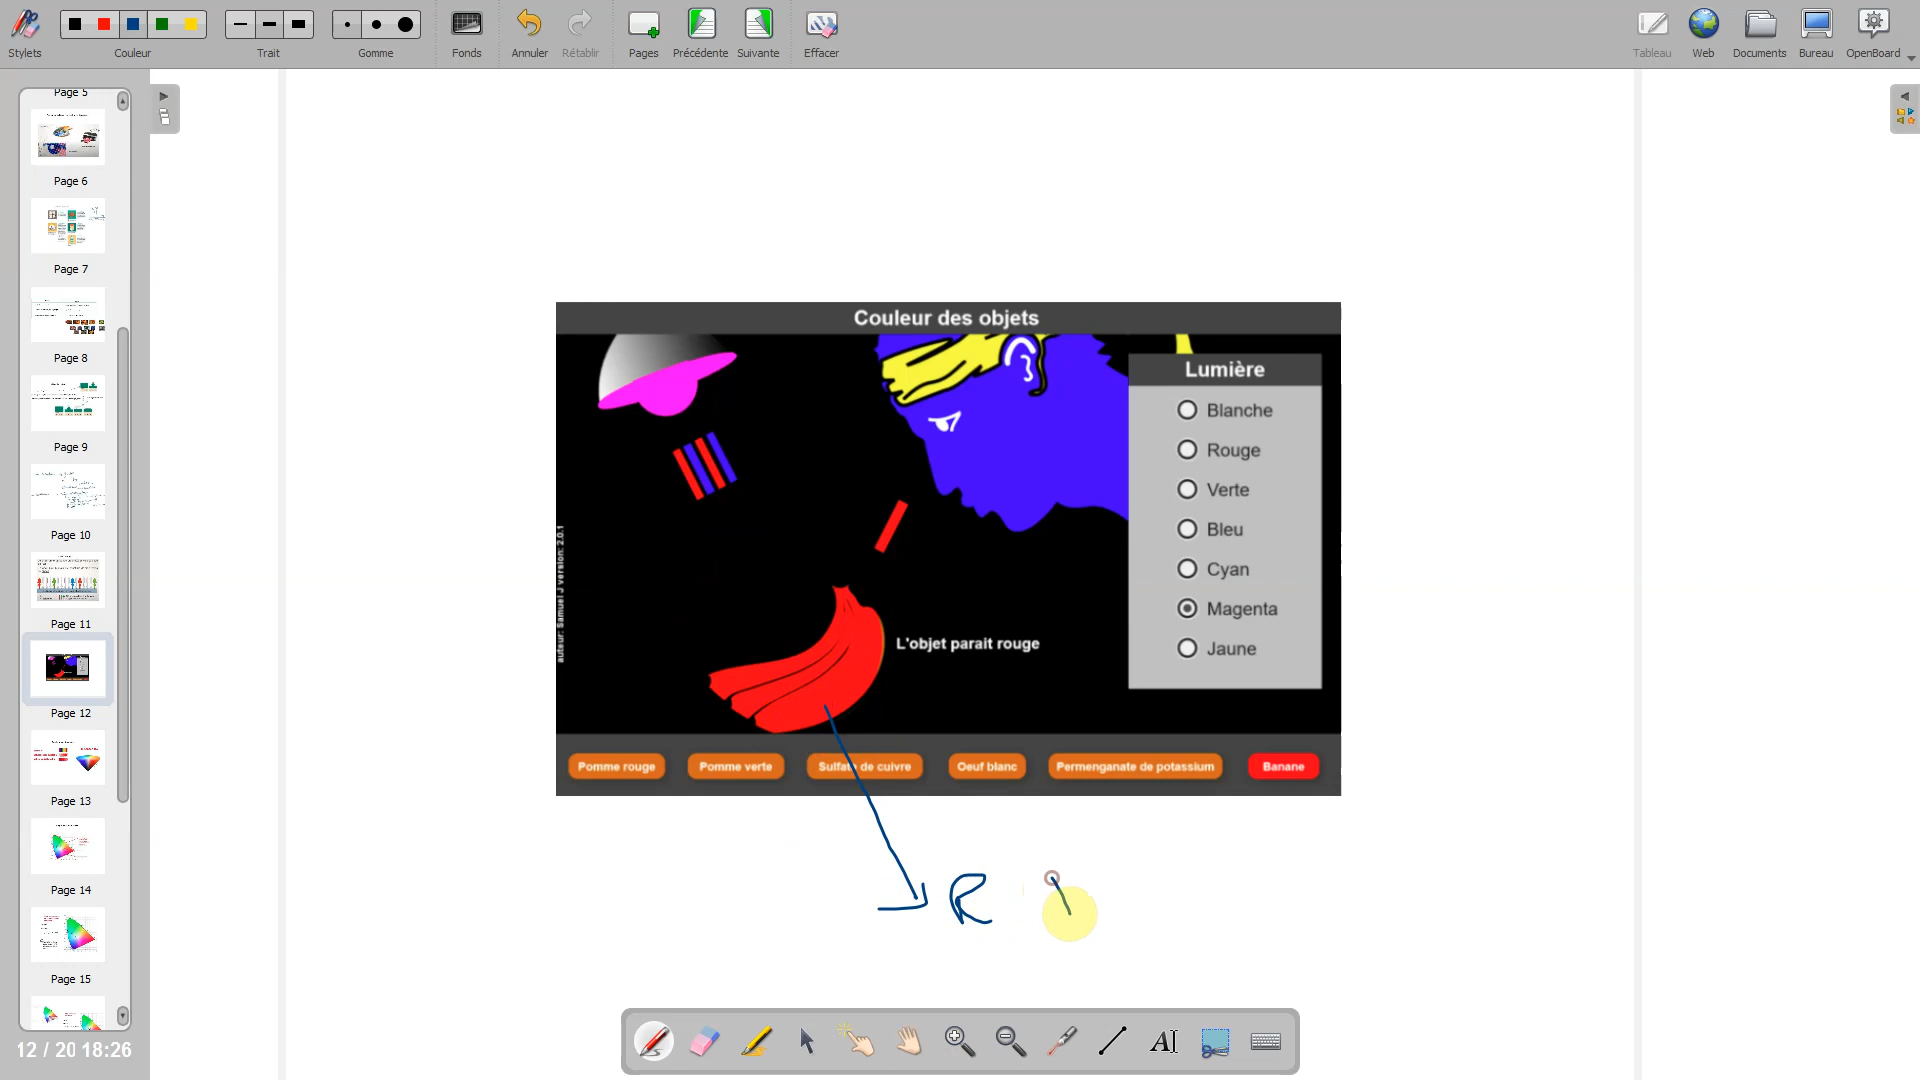 Stylets Couleur Trait Gomme Fonds Annuler Rétablir Pages Précédente Suivante Effacer Tableau Web Documents Bureau OpenBoard
Page 5
Page 6
Page 7
Page 8
Page 9
Page 10
Page 11
Page 12
Page 13
Page 14
Page 15
12 / 20 18:26
Couleur des objets
Lumière
Blanche
Rouge
Verte
Bleu
Cyan
Magenta
Jaune
auteur: Samuel J version: 2.0.1
L'objet parait rouge
Pomme rouge Pomme verte Sulfate de cuivre Oeuf blanc Permenganate de potassium Banane
R
AI